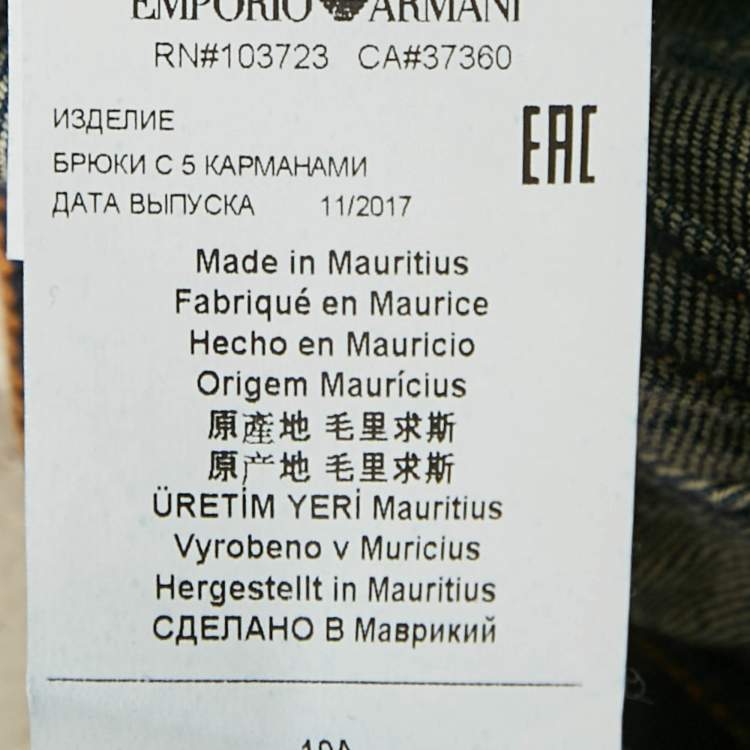 EMPORIO ARMANI
RN#103723 CA#37360
ИЗДЕЛИЕ
EAC
БРЮКИ С 5 КАРМАНАМИ
ДАТА ВЫПУСКА 11/2017
Made in Mauritius
Fabriqué en Maurice
Hecho en Mauricio
Origem Maurícius
原產地 毛里求斯
原产地 毛里求斯
ÜRETİM YERİ Mauritius
Vyrobeno v Muricius
Hergestellt in Mauritius
СДЕЛАНО В Маврикий